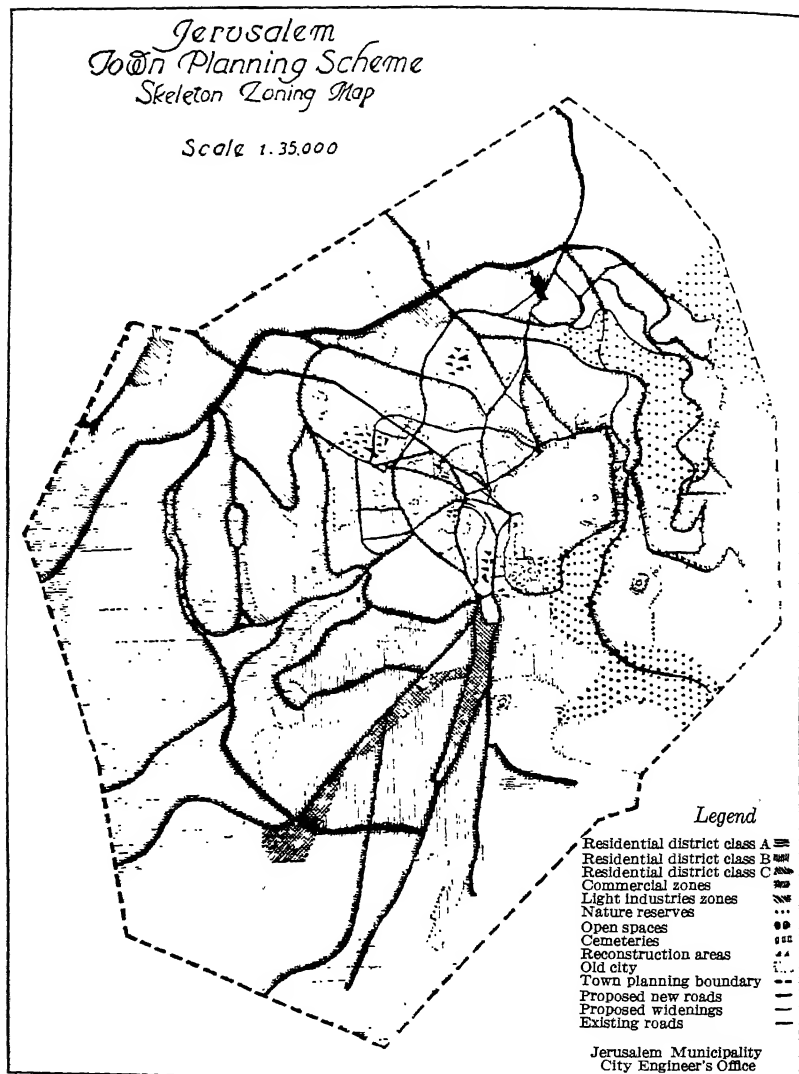 Jerusalem
Town Planning Scheme
Skeleton Zoning Map
Scale 1.35.000
Legend
Residential district class A
Residential district class B
Residential district class C
Commercial zones
Light industries zones
Nature reserves
Open spaces
Cemeteries
Reconstruction areas
Old city
Town planning boundary
Proposed new roads
Proposed widenings
Existing roads
Jerusalem Municipality
City Engineer's Office